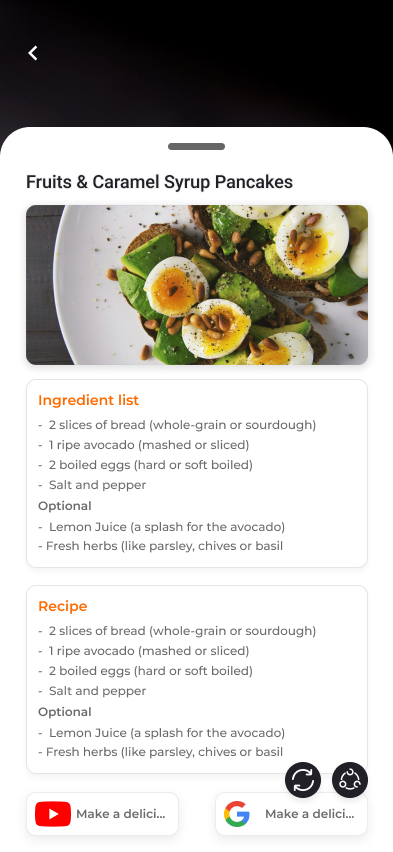 Fruits & Caramel Syrup Pancakes
Ingredient list
- 2 slices of bread (whole-grain or sourdough)
- 1 ripe avocado (mashed or sliced)
- 2 boiled eggs (hard or soft boiled)
- Salt and pepper
Optional
- Lemon Juice (a splash for the avocado)
- Fresh herbs (like parsley, chives or basil
Recipe
- 2 slices of bread (whole-grain or sourdough)
- 1 ripe avocado (mashed or sliced)
- 2 boiled eggs (hard or soft boiled)
- Salt and pepper
Optional
- Lemon Juice (a splash for the avocado)
- Fresh herbs (like parsley, chives or basil
Make a delici...
Make a delici...